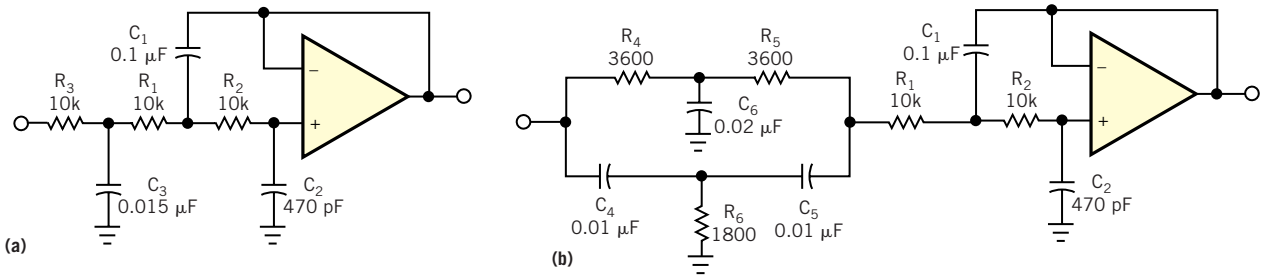 R3
10k
R1
10k
C1
0.1 µF
R2
10k
–
+
C3
0.015 µF
C2
470 pF
(a)
R4
3600
R5
3600
C6
0.02 µF
C4
0.01 µF
R6
1800
C5
0.01 µF
R1
10k
C1
0.1 µF
R2
10k
–
+
C2
470 pF
(b)